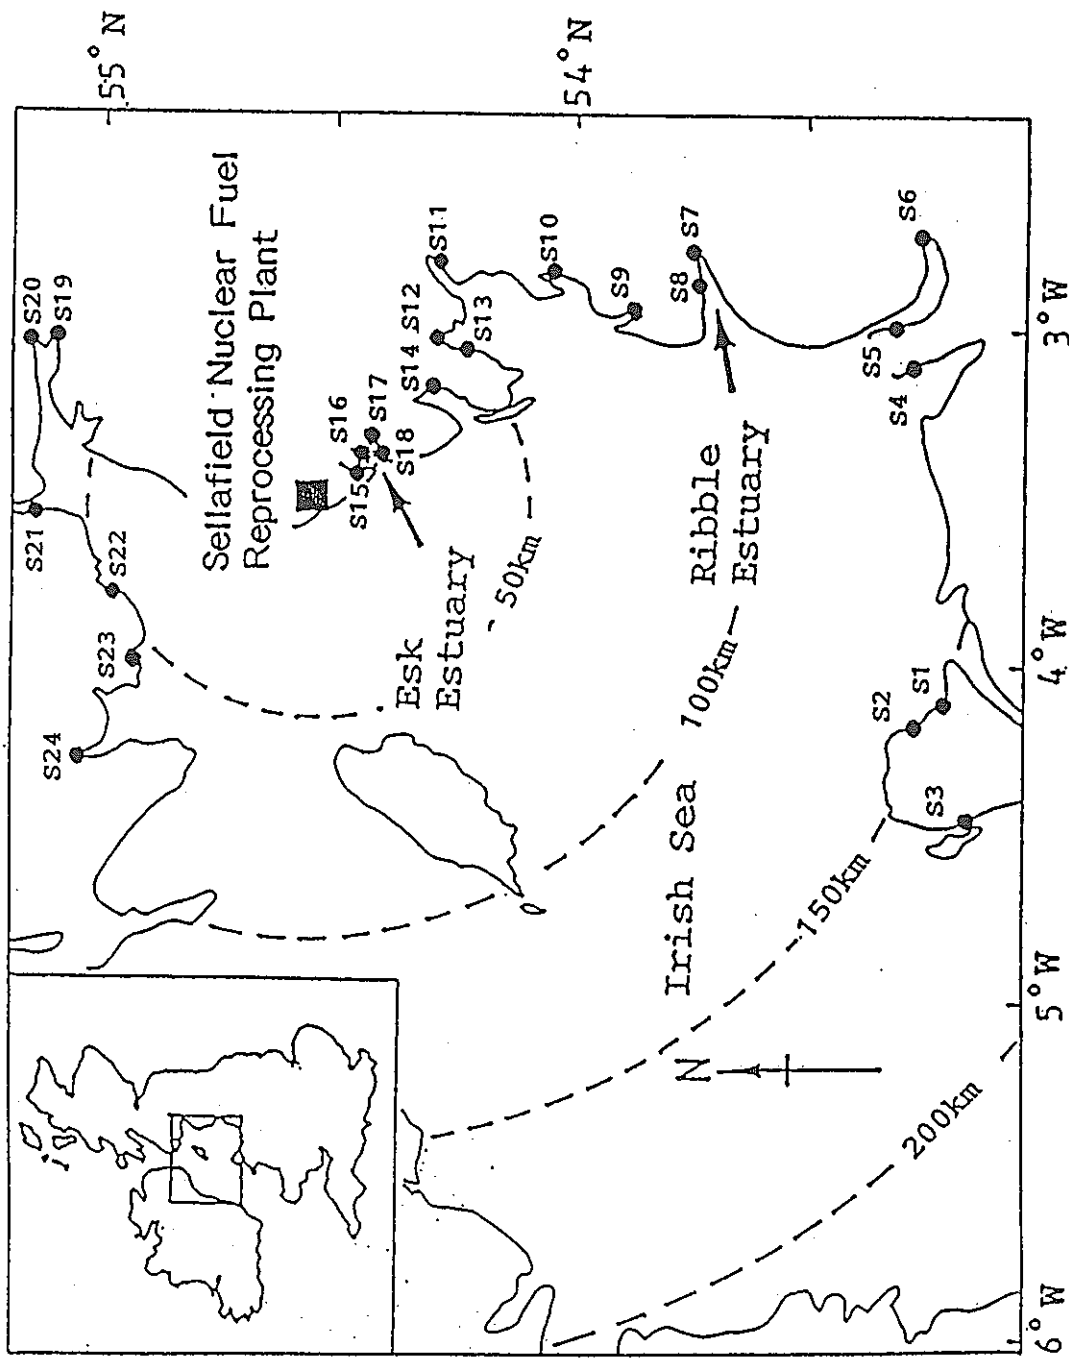 55°N
54°N
S20
S19
S21
S22
S23
S24
Sellafield Nuclear Fuel
Reprocessing Plant
S11
S12
S13
S14
S16
S17
S15
S18
S10
S9
S7
S8
S6
S5
S4
S2
S1
S3
Esk
Estuary
Ribble
Estuary
50km
100km
150km
200km
Irish Sea
N
3°W
4°W
5°W
6°W